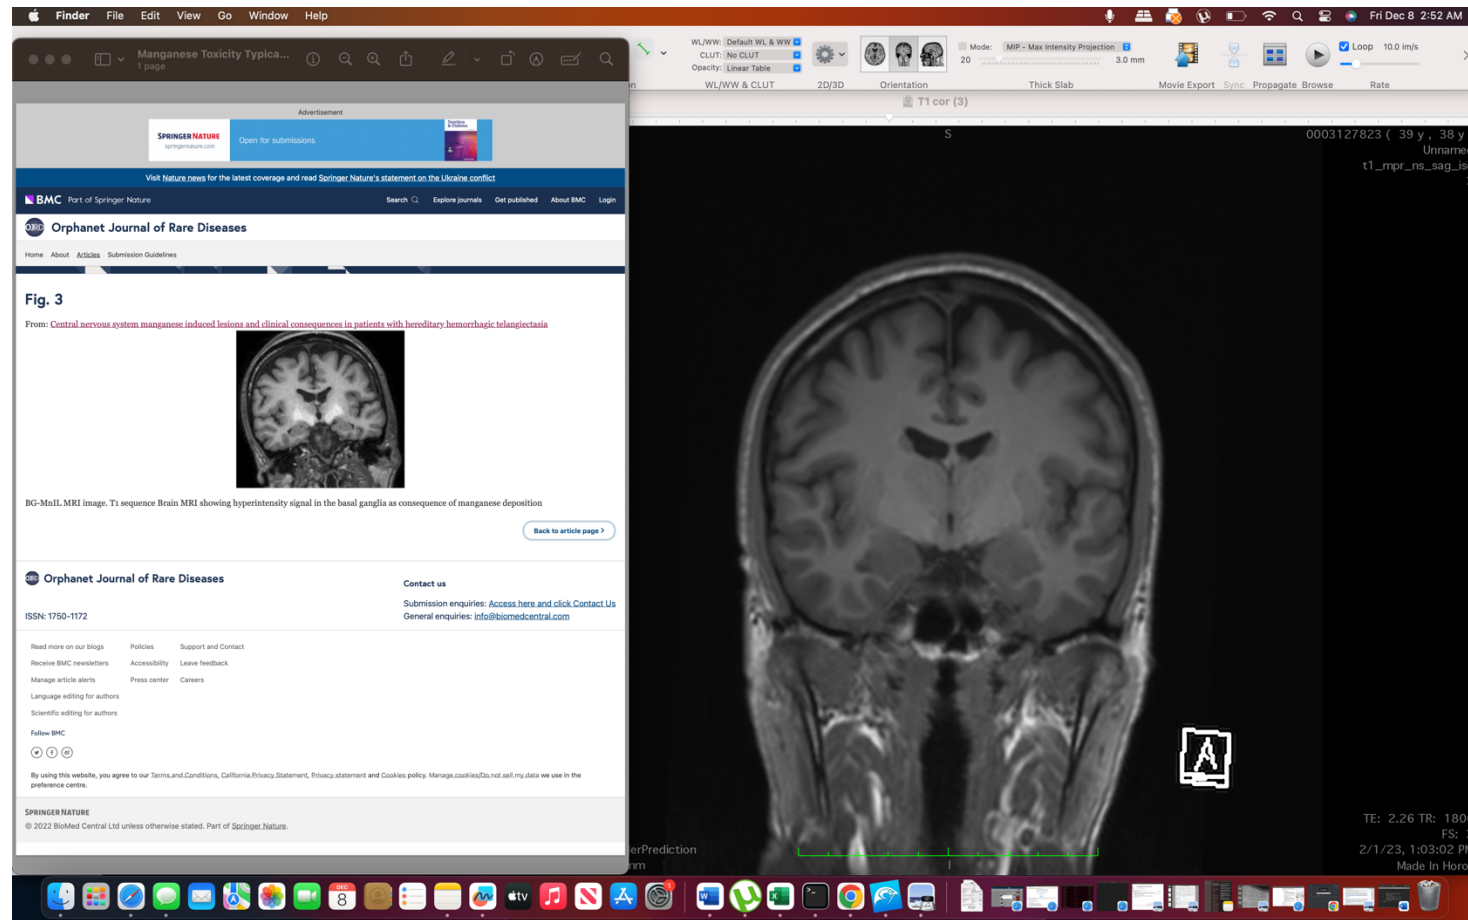 Finder File Edit View Go Window Help
Fri Dec 8 2:52 AM
Manganese Toxicity Typica...
1 page
Advertisement
SPRINGER NATURE
springernature.com
Open for submissions
Visit Nature news for the latest coverage and read Springer Nature's statement on the Ukraine conflict
BMC Part of Springer Nature
Search Explore journals Get published About BMC Login
Orphanet Journal of Rare Diseases
Home About Articles Submission Guidelines
Fig. 3
From: Central nervous system manganese induced lesions and clinical consequences in patients with hereditary hemorrhagic telangiectasia
BG-MnIL MRI image. T1 sequence Brain MRI showing hyperintensity signal in the basal ganglia as consequence of manganese deposition
Back to article page >
Orphanet Journal of Rare Diseases
ISSN: 1750-1172
Contact us
Submission enquiries: Access here and click Contact Us
General enquiries: info@biomedcentral.com
Read more on our blogs
Receive BMC newsletters
Manage article alerts
Language editing for authors
Scientific editing for authors
Policies
Accessibility
Press center
Support and Contact
Leave feedback
Careers
Follow BMC
By using this website, you agree to our Terms and Conditions, California Privacy Statement, Privacy statement and Cookies policy. Manage cookies/Do not sell my data we use in the
preference centre.
SPRINGER NATURE
© 2022 BioMed Central Ltd unless otherwise stated. Part of Springer Nature.
WL/WW: Default WL & WW
CLUT: No CLUT
Opacity: Linear Table
WL/WW & CLUT
2D/3D
Orientation
Mode: MIP - Max Intensity Projection
20
3.0 mm
Thick Slab
Movie Export Sync Propagate Browse
Loop 10.0 im/s
Rate
T1 cor (3)
S
0003127823 ( 39 y , 38 y
Unname
t1_mpr_ns_sag_is
A
TE: 2.26 TR: 180
FS:
2/1/23, 1:03:02 P
Made In Horo
erPrediction
mm
I
DEC
8
tv